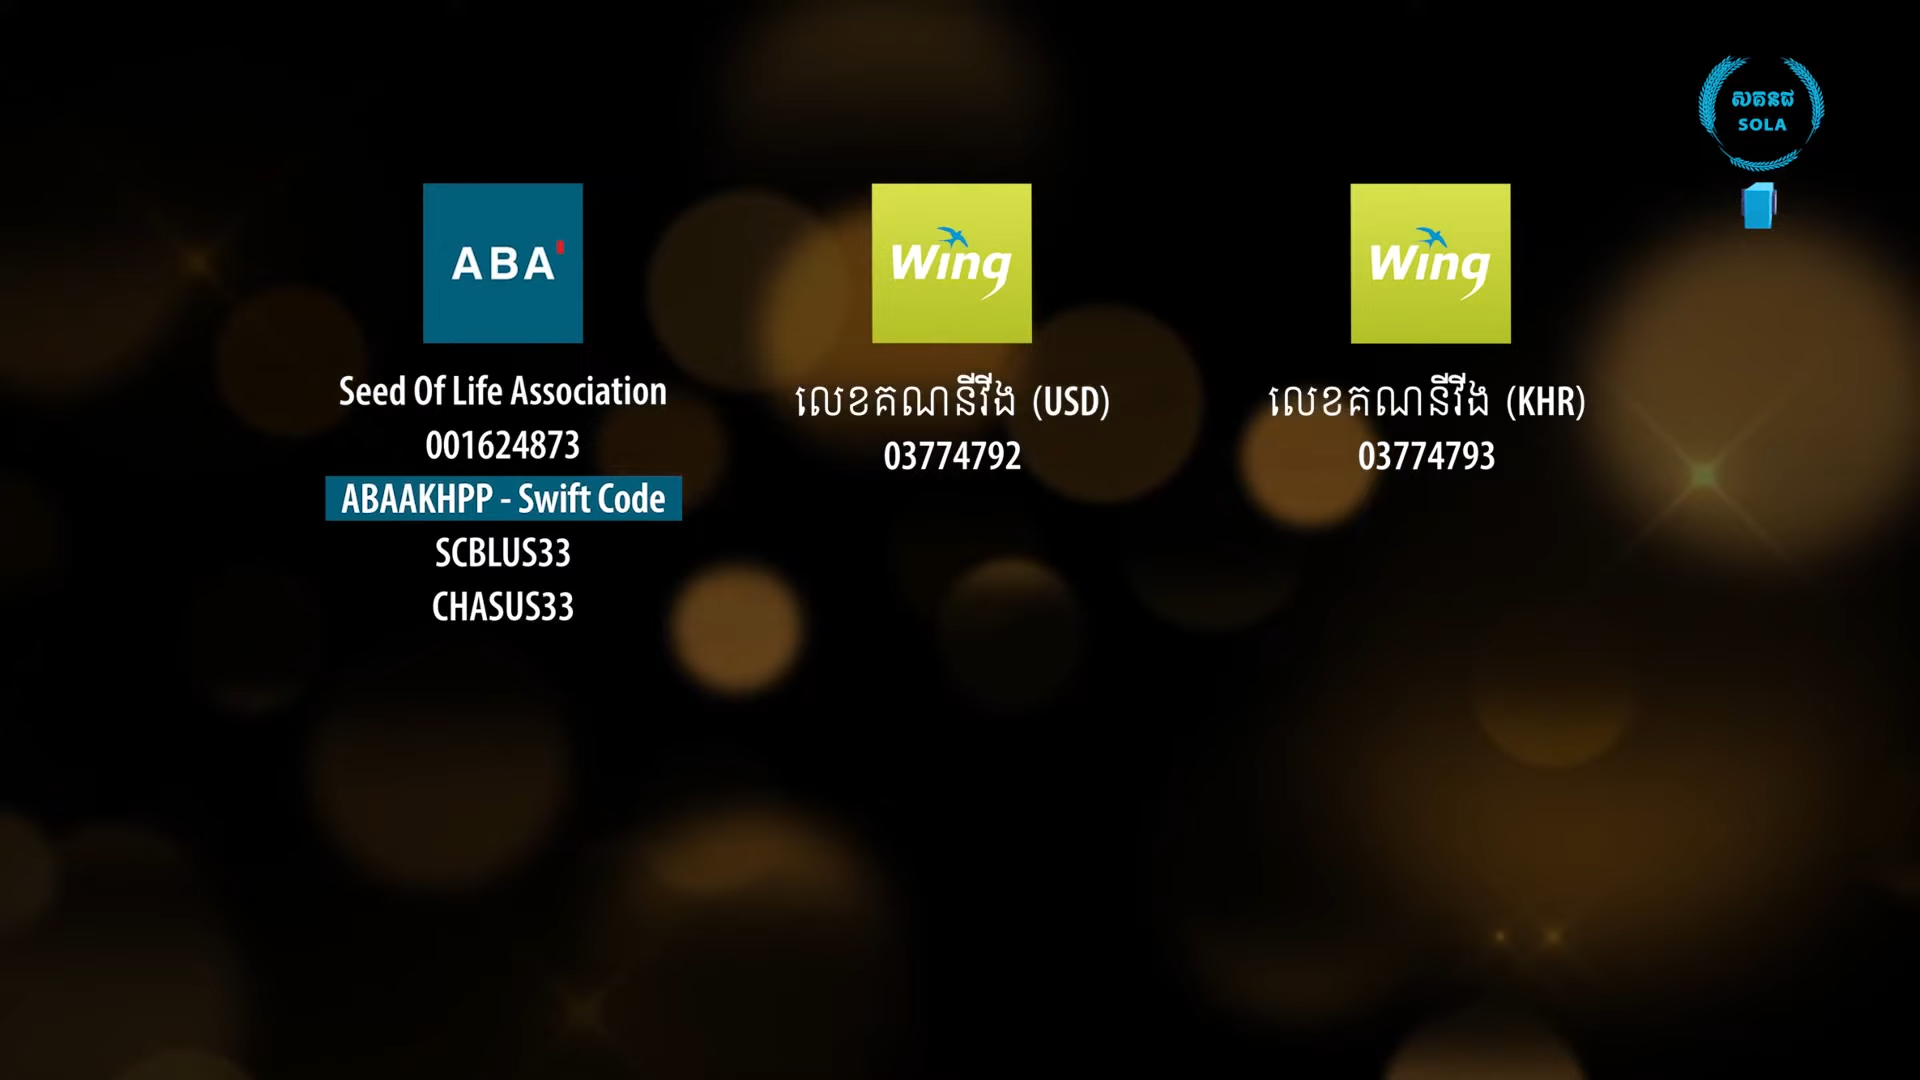 សគនជ
SOLA
ABA'
Seed Of Life Association
001624873
ABAAKHPP - Swift Code
SCBLUS33
CHASUS33
Wing
លេខគណនីវីង (USD)
03774792
Wing
លេខគណនីវីង (KHR)
03774793